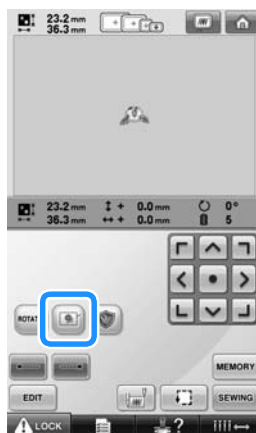 23.2 mm
36.3 mm
23.2 mm + 0.0 mm 0°
36.3 mm + 0.0 mm 5
ROTAT
MEMORY
EDIT SEWING
LOCK ?